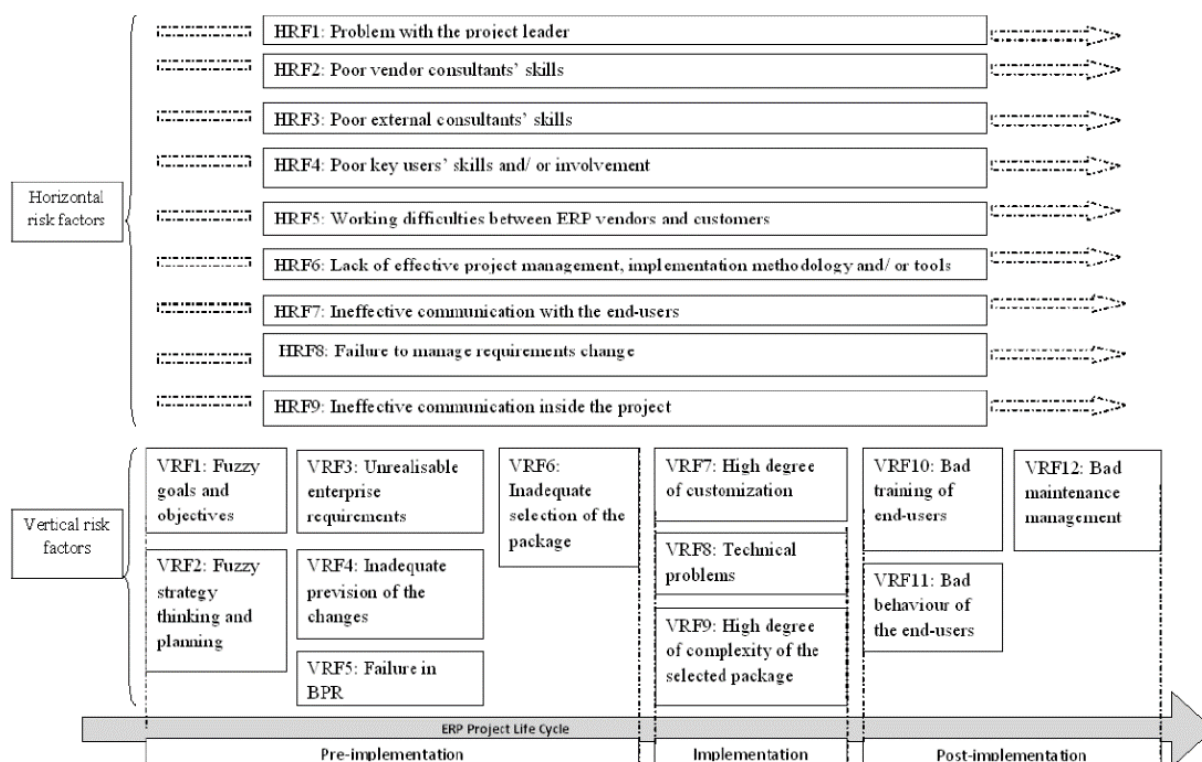 HRF1: Problem with the project leader
HRF2: Poor vendor consultants’ skills
HRF3: Poor external consultants’ skills
HRF4: Poor key users’ skills and/ or involvement
Horizontal
risk factors
HRF5: Working difficulties between ERP vendors and customers
HRF6: Lack of effective project management, implementation methodology and/ or tools
HRF7: Ineffective communication with the end-users
HRF8: Failure to manage requirements change
HRF9: Ineffective communication inside the project
Vertical risk
factors
VRF1: Fuzzy
goals and
objectives
VRF2: Fuzzy
strategy
thinking and
planning
VRF3: Unrealisable
enterprise
requirements
VRF4: Inadequate
prevision of the
changes
VRF5: Failure in
BPR
VRF6:
Inadequate
selection of the
package
VRF7: High degree
of customization
VRF8: Technical
problems
VRF9: High degree
of complexity of the
selected package
VRF10: Bad
training of
end-users
VRF11: Bad
behaviour of
the end-users
VRF12: Bad
maintenance
management
ERP Project Life Cycle
Pre-implementation
Implementation
Post-implementation